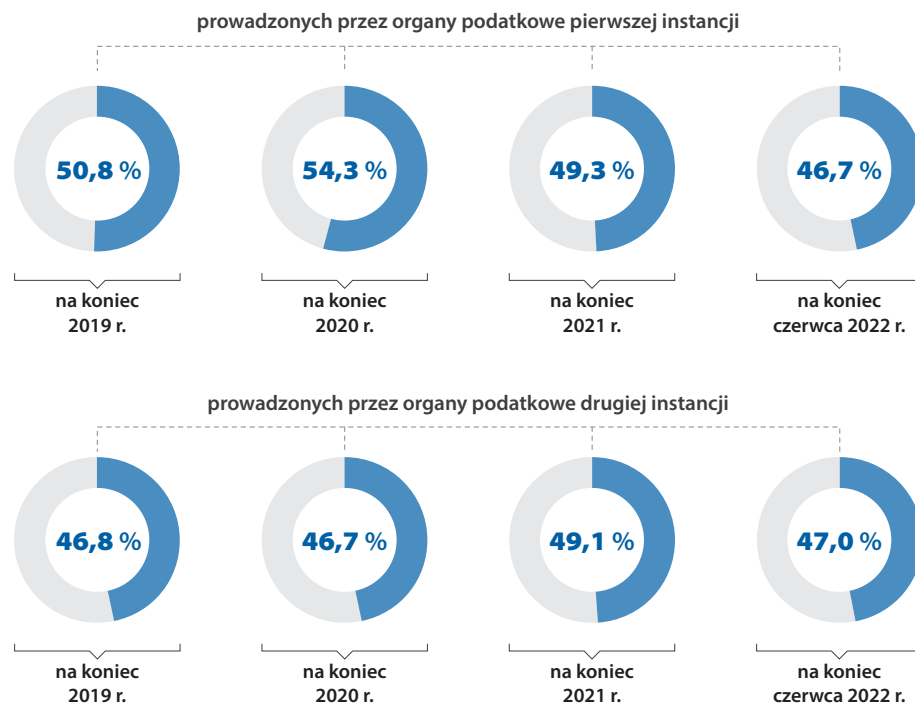 prowadzonych przez organy podatkowe pierwszej instancji
50,8 %
54,3 %
49,3 %
46,7 %
na koniec
2019 r.
na koniec
2020 r.
na koniec
2021 r.
na koniec
czerwca 2022 r.
prowadzonych przez organy podatkowe drugiej instancji
46,8 %
46,7 %
49,1 %
47,0 %
na koniec
2019 r.
na koniec
2020 r.
na koniec
2021 r.
na koniec
czerwca 2022 r.